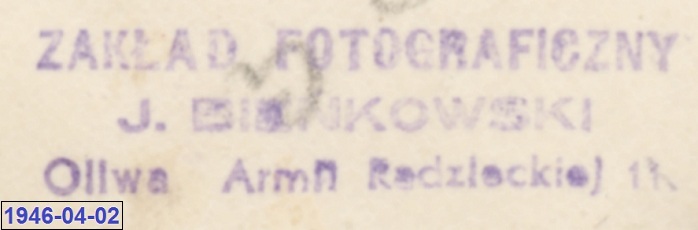 ZAKŁAD FOTOGRAFICZNY
J. BIENKOWSKI
Oliwa Armii Radzieckiej
1946-04-02